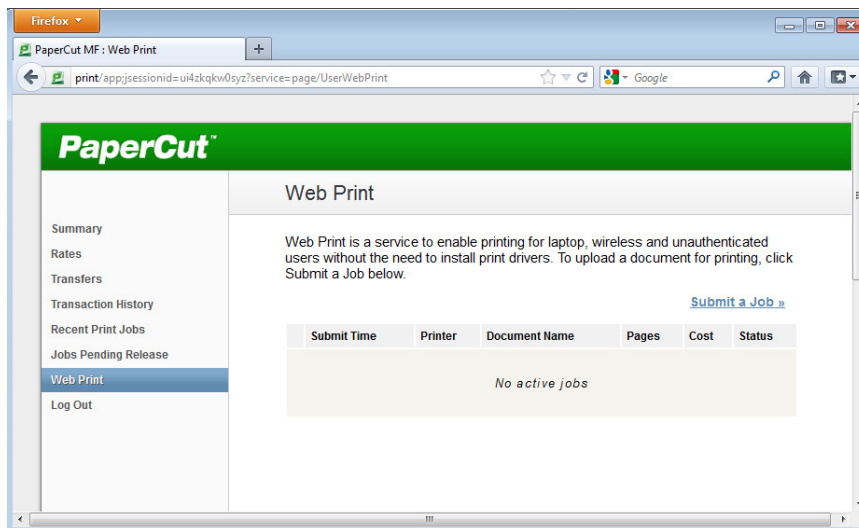 Firefox
PaperCut MF : Web Print
print/app;jsessionid=ui4zkqkw0syz?service=page/UserWebPrint
Google
PaperCut™
Web Print
Summary
Rates
Transfers
Transaction History
Recent Print Jobs
Jobs Pending Release
Web Print
Log Out
Web Print is a service to enable printing for laptop, wireless and unauthenticated
users without the need to install print drivers. To upload a document for printing, click
Submit a Job below.
Submit a Job »
Submit Time Printer Document Name Pages Cost Status
No active jobs